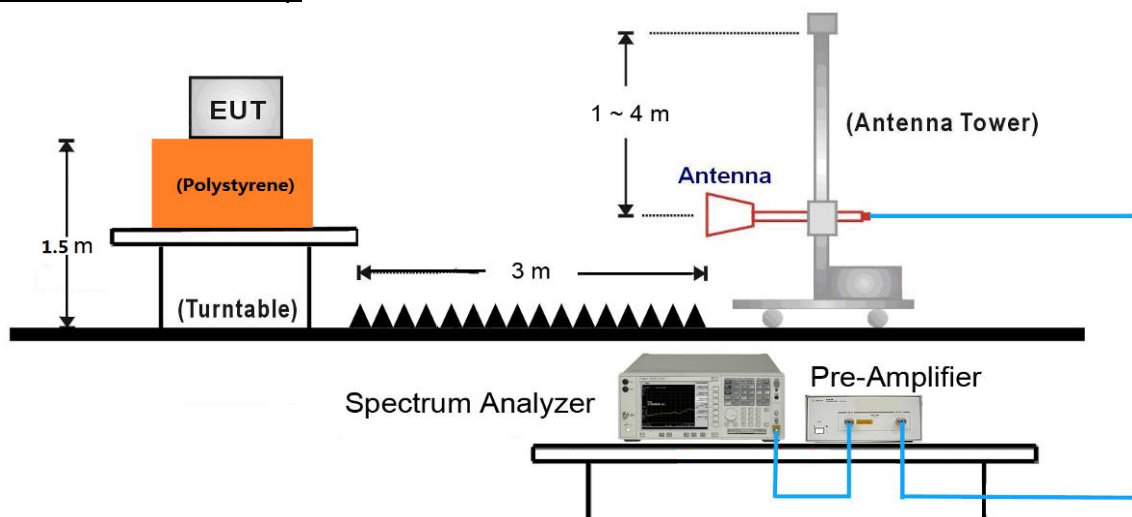 EUT
(Polystyrene)
1.5 m
(Turntable)
3 m
1 ~ 4 m
Antenna
(Antenna Tower)
Spectrum Analyzer
Pre-Amplifier